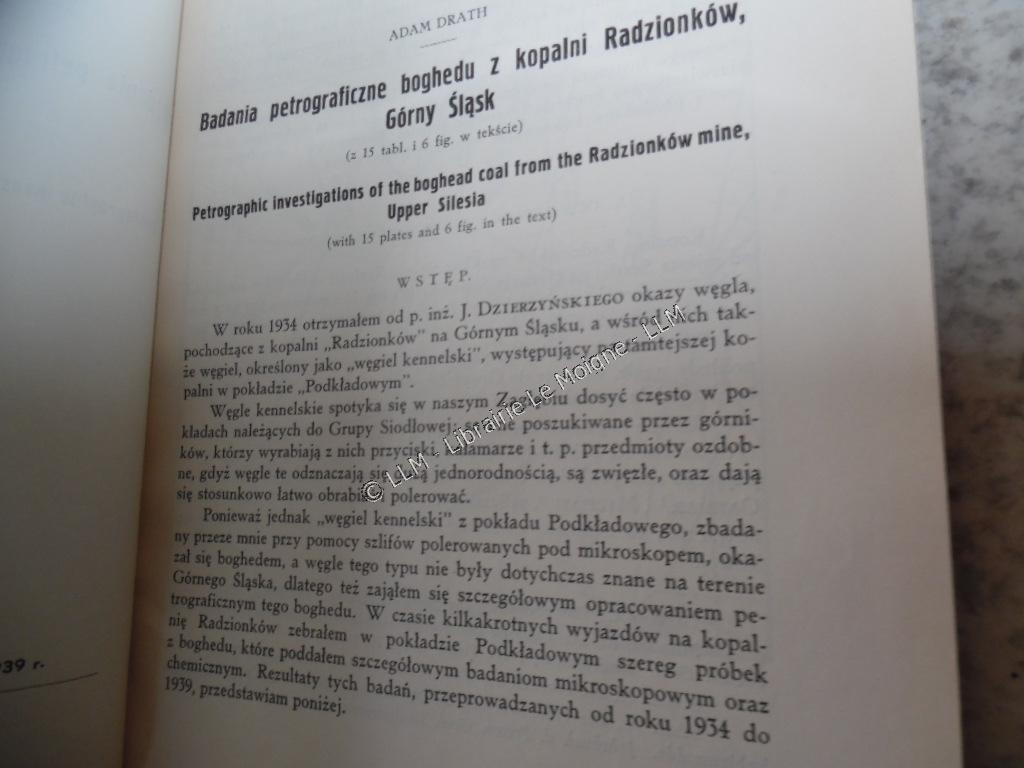 ADAM DRATH
Badania petrograficzne boghedu z kopalni Radzionków,
Górny Śląsk
(z 15 tabl. i 6 fig. w tekście)
Petrographic investigations of the boghead coal from the Radzionków mine,
Upper Silesia
(with 15 plates and 6 fig. in the text)
WSTĘP.
W roku 1934 otrzymałem od p. inż. J. DZIERZYŃSKIEGO okazy węgla,
pochodzące z kopalni „Radzionków" na Górnym Śląsku, a wśród nich tak-
że węgiel, określony jako „węgiel kennelski", występujący tamtejszej ko-
palni w pokładzie „Podkładowym".
Węgle kennelskie spotyka się w naszym Zagłębiu dosyć często w po-
kładach należących do Grupy Siodłowej; poszukiwane przez górni-
ków, którzy wyrabiają z nich przyciski, kałamarze i t. p. przedmioty ozdob-
ne, gdyż węgle te odznaczają się jednorodnością, są zwięzłe, oraz dają
się stosunkowo łatwo obrabiać i polerować.
Ponieważ jednak „węgiel kennelski" z pokładu Podkładowego, zbada-
ny przeze mnie przy pomocy szlifów polerowanych pod mikroskopem, oka-
zał się boghedem, a węgle tego typu nie były dotychczas znane na terenie
Górnego Śląska, dlatego też zająłem się szczegółowym opracowaniem pe-
trograficznym tego boghedu. W czasie kilkakrotnych wyjazdów na kopal-
nię Radzionków zebrałem w pokładzie Podkładowym szereg próbek
z boghedu, które poddałem szczegółowym badaniom mikroskopowym oraz
chemicznym. Rezultaty tych badań, przeprowadzanych od roku 1934 do
1939, przedstawiam poniżej.
39 r.
© LLM - Librairie Le Moigne - LLM